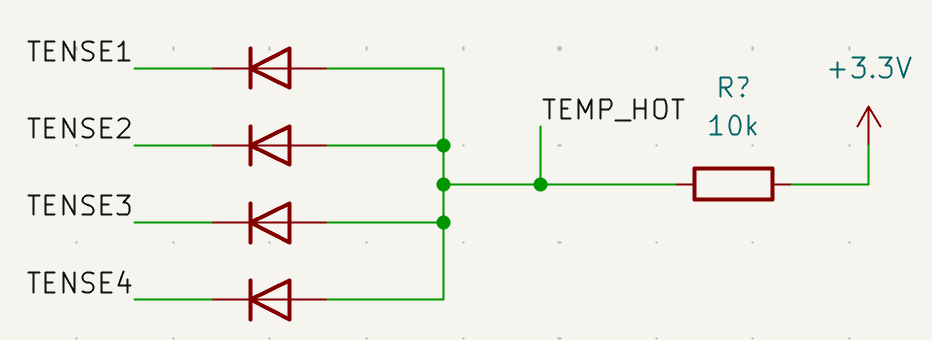 TENSE1
TENSE2
TENSE3
TENSE4
TEMP_HOT
R?
10k
+3.3V